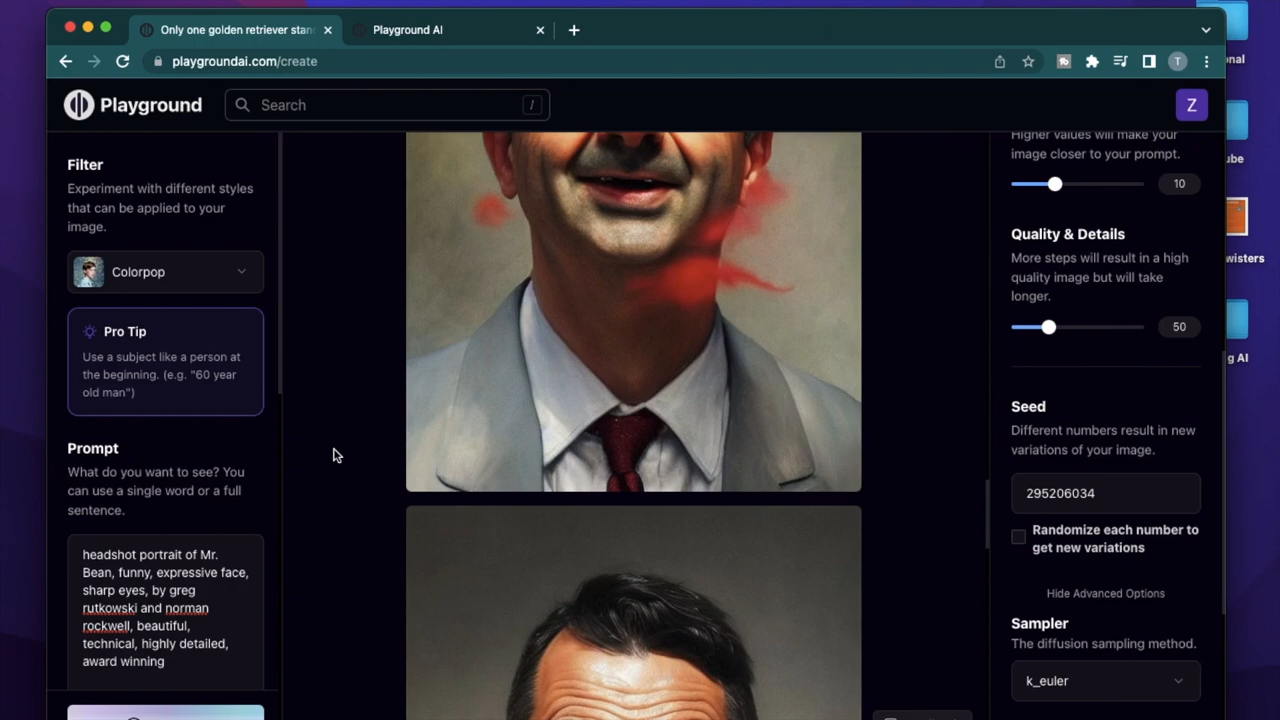 Only one golden retriever stan
Playground AI
playgroundai.com/create
T
Playground
Search
/
Z
Filter
Experiment with different styles
that can be applied to your
image.
Colorpop
Pro Tip
Use a subject like a person at
the beginning. (e.g. "60 year
old man")
Prompt
What do you want to see? You
can use a single word or a full
sentence.
headshot portrait of Mr.
Bean, funny, expressive face,
sharp eyes, by greg
rutkowski and norman
rockwell, beautiful,
technical, highly detailed,
award winning
Higher values will make your
image closer to your prompt.
10
Quality & Details
More steps will result in a high
quality image but will take
longer.
50
Seed
Different numbers result in new
variations of your image.
295206034
Randomize each number to
get new variations
Hide Advanced Options
Sampler
The diffusion sampling method.
k_euler
onal
ube
wisters
g AI